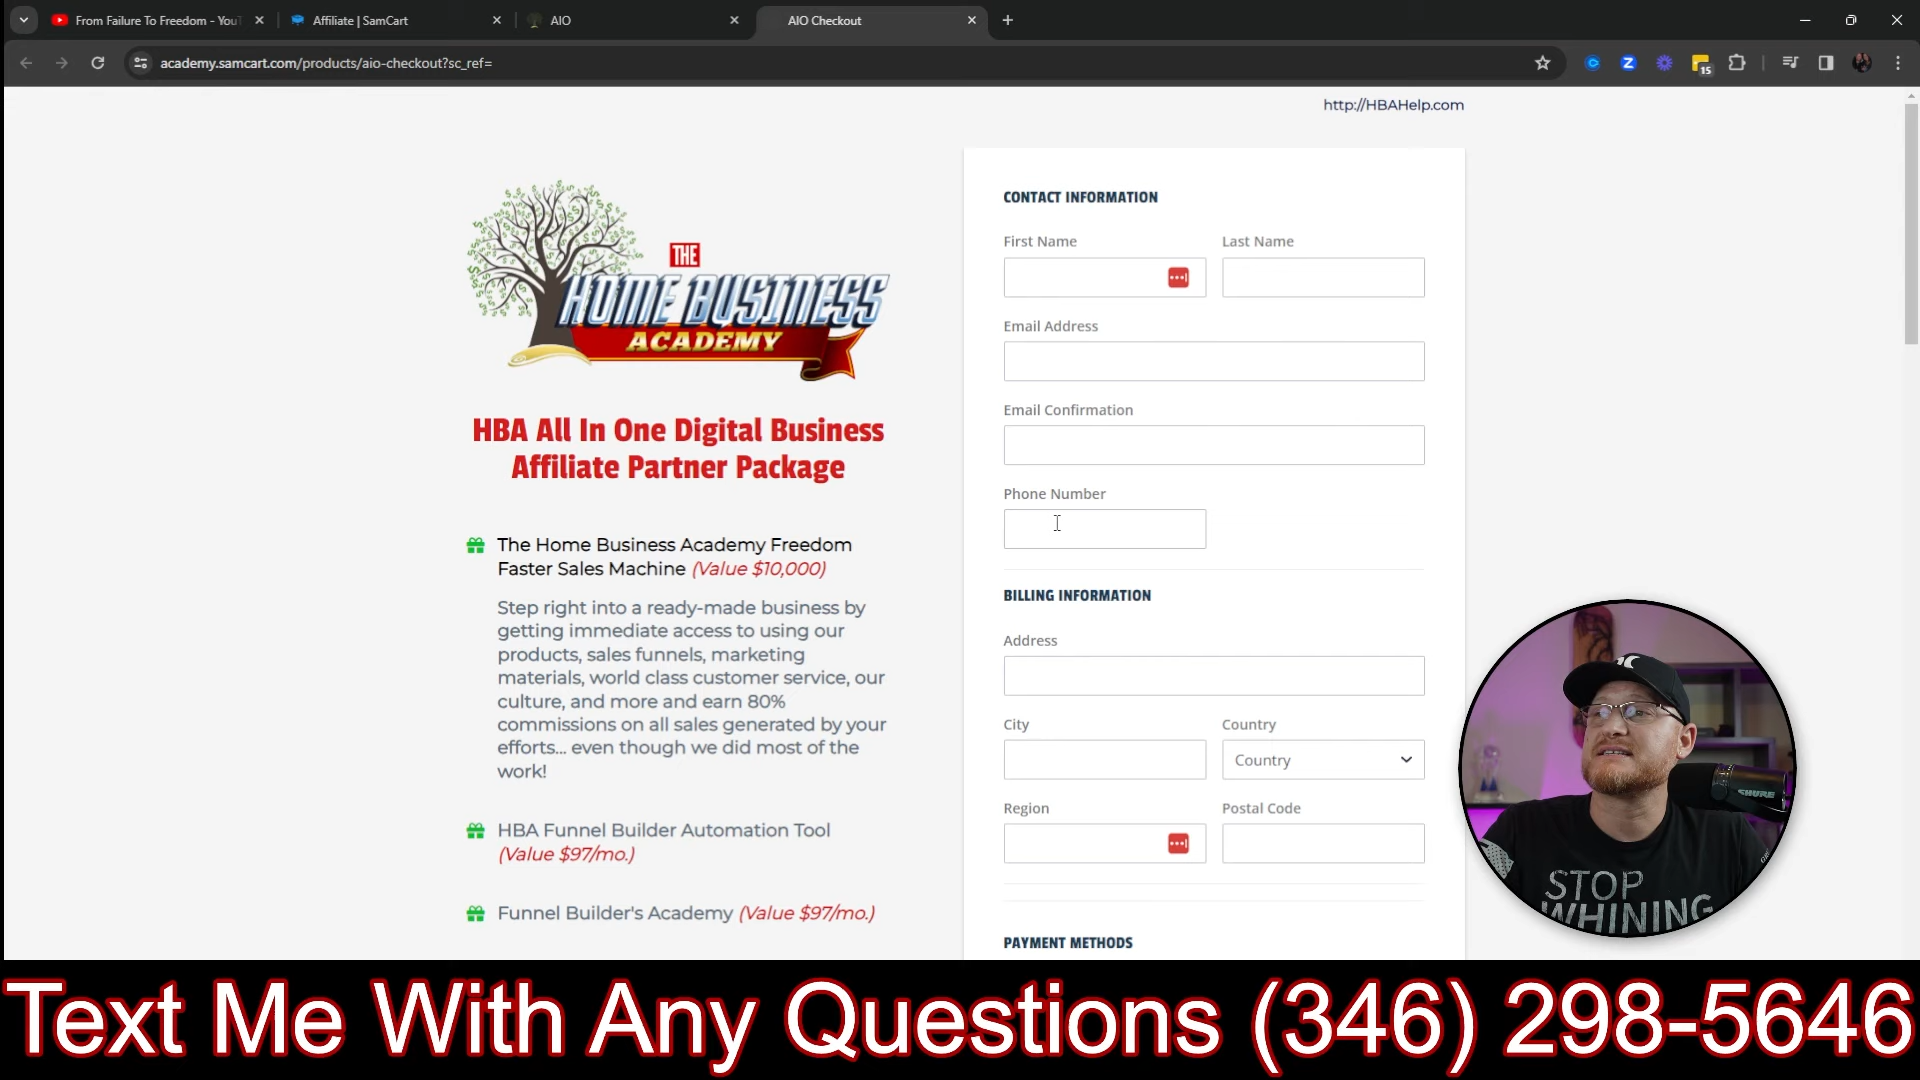 From Failure To Freedom - You
Affiliate | SamCart
AIO
AIO Checkout
academy.samcart.com/products/aio-checkout?sc_ref=
Z
15
http://HBAHelp.com
THE
HOME BUSINESS
ACADEMY
HBA All In One Digital Business
Affiliate Partner Package
The Home Business Academy Freedom
Faster Sales Machine (Value $10,000)
Step right into a ready-made business by
getting immediate access to using our
products, sales funnels, marketing
materials, world class customer service, our
culture, and more and earn 80%
commissions on all sales generated by your
efforts... even though we did most of the
work!
HBA Funnel Builder Automation Tool
(Value $97/mo.)
Funnel Builder's Academy (Value $97/mo.)
CONTACT INFORMATION
First Name
Last Name
Email Address
Email Confirmation
Phone Number
BILLING INFORMATION
Address
City
Country
Country
Region
Postal Code
PAYMENT METHODS
SHURE
STOP
WHINING
Text Me With Any Questions (346) 298-5646